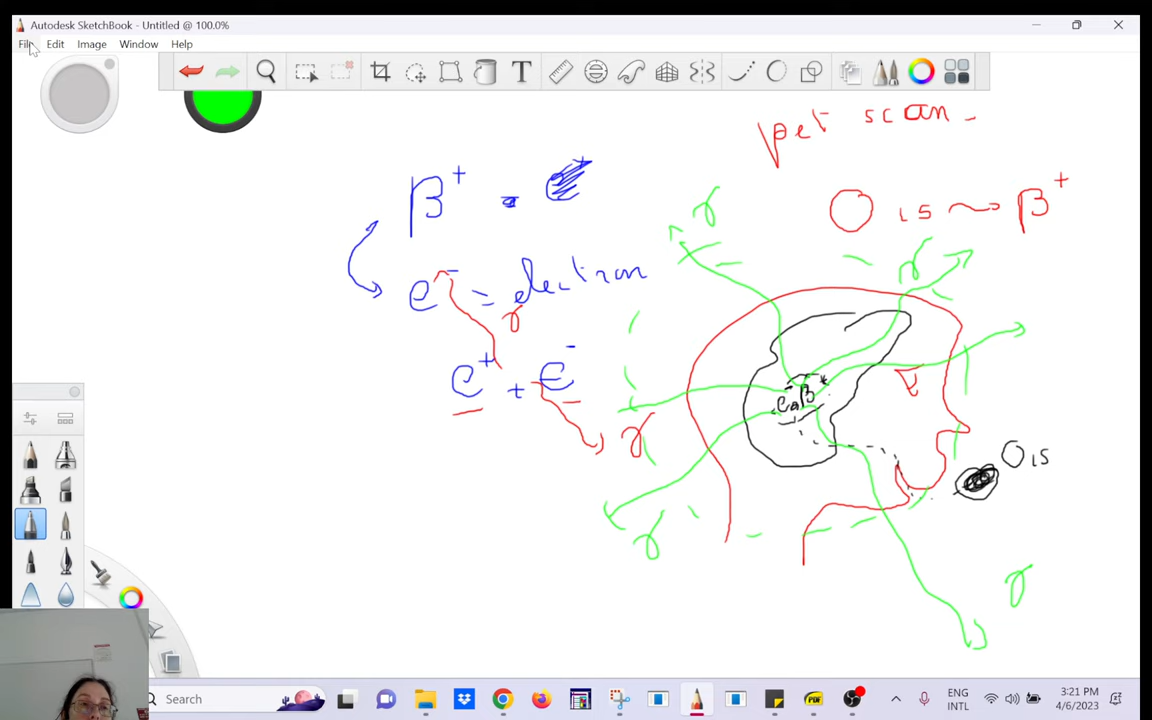 Autodesk SketchBook - Untitled @ 100.0%
File Edit Image Window Help
T
pet scan.
β+ =
O 15 → β+
γ
γ
e- = electron
γ
e+ + e-
γ
e-
β+
O15
γ
γ
Search
ENG
INTL
3:21 PM
4/6/2023